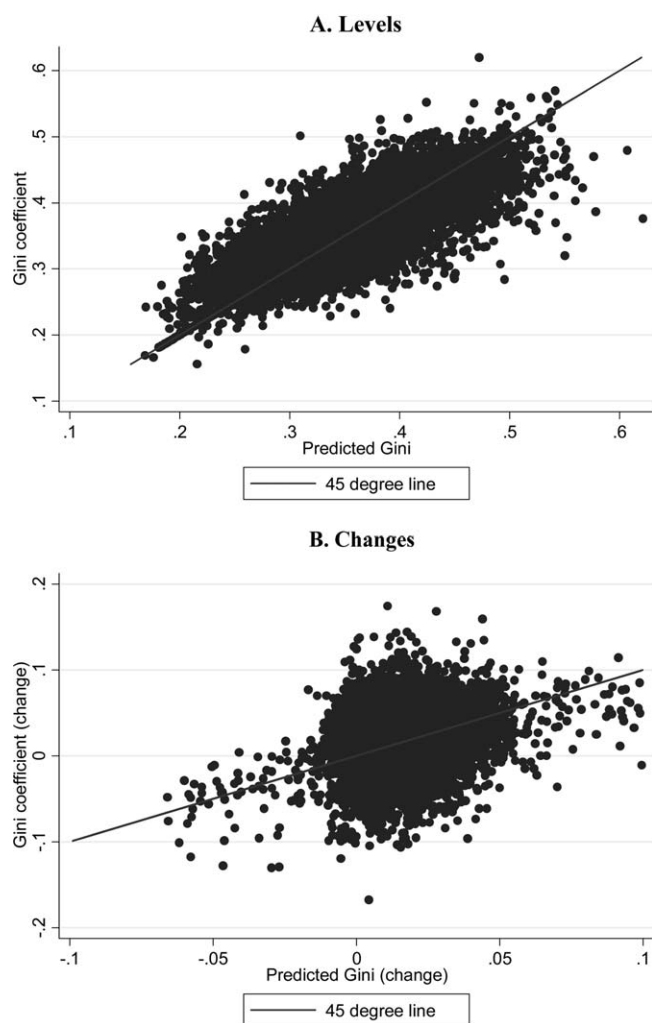 A. Levels
.6
.5
.4
.3
.2
.1
Gini coefficient
.1 .2 .3 .4 .5 .6
Predicted Gini
45 degree line
B. Changes
.2
.1
0
-.1
-.2
Gini coefficient (change)
-.1 -.05 0 .05 .1
Predicted Gini (change)
45 degree line